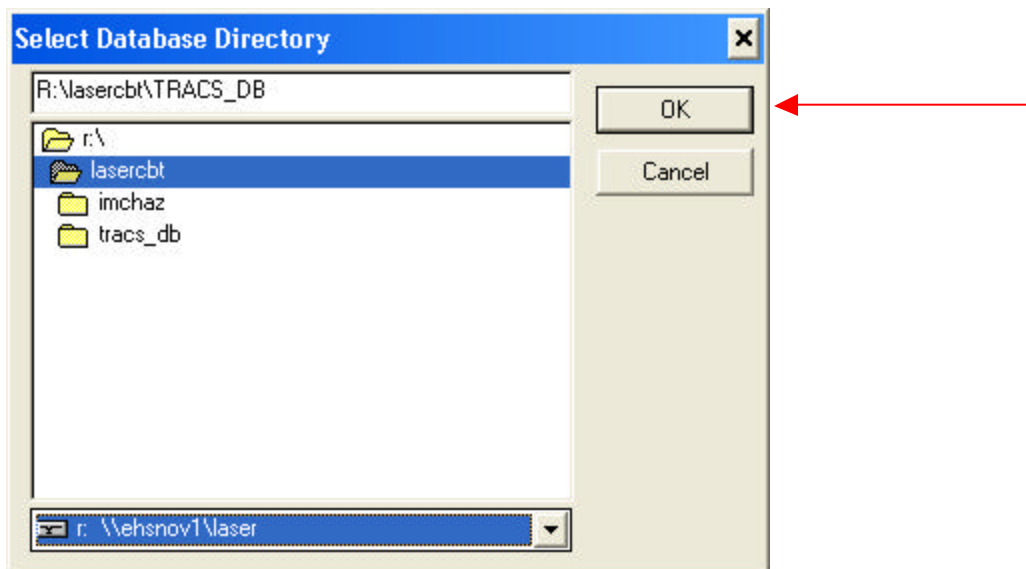 Select Database Directory
R:\lasercbt\TRACS_DB
OK
r:\
lasercbt
Cancel
imchaz
tracs_db
r: \\ehsnov1\laser